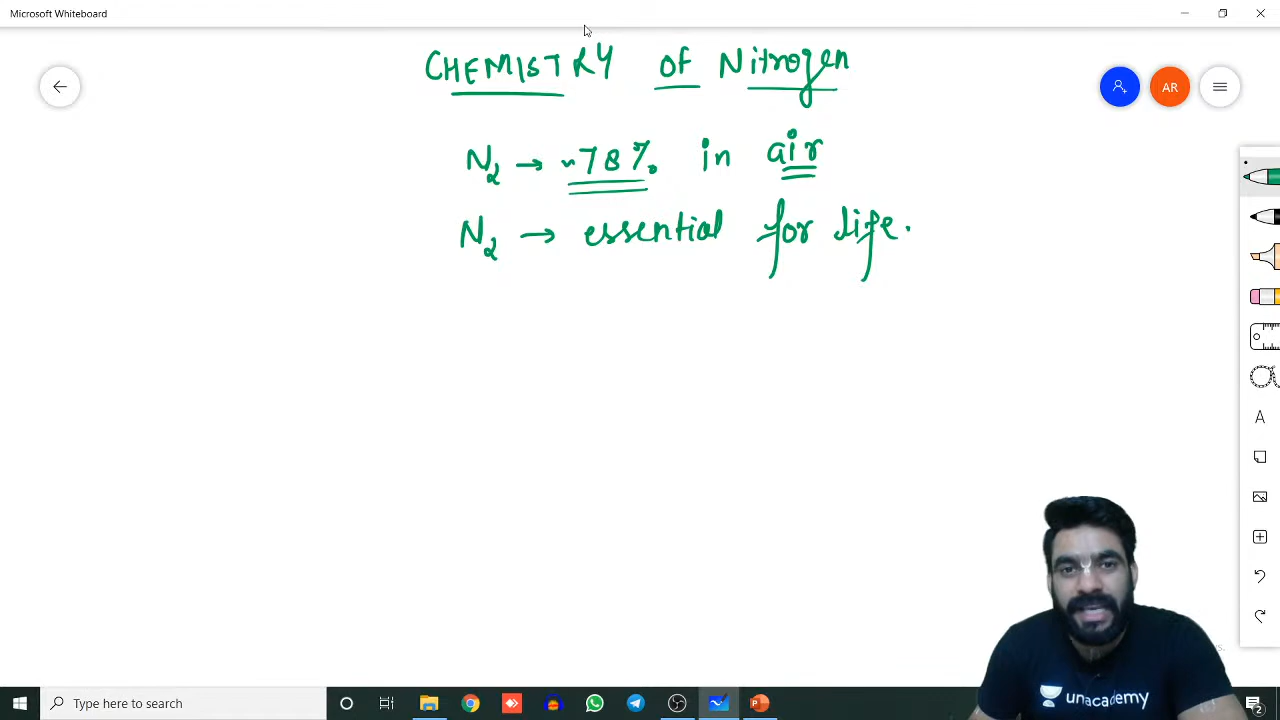 Microsoft Whiteboard
CHEMISTRY of Nitrogen
AR
N₂ → ~78% in air
N₂ → essential for life.
A
unacademy
Type here to search
2